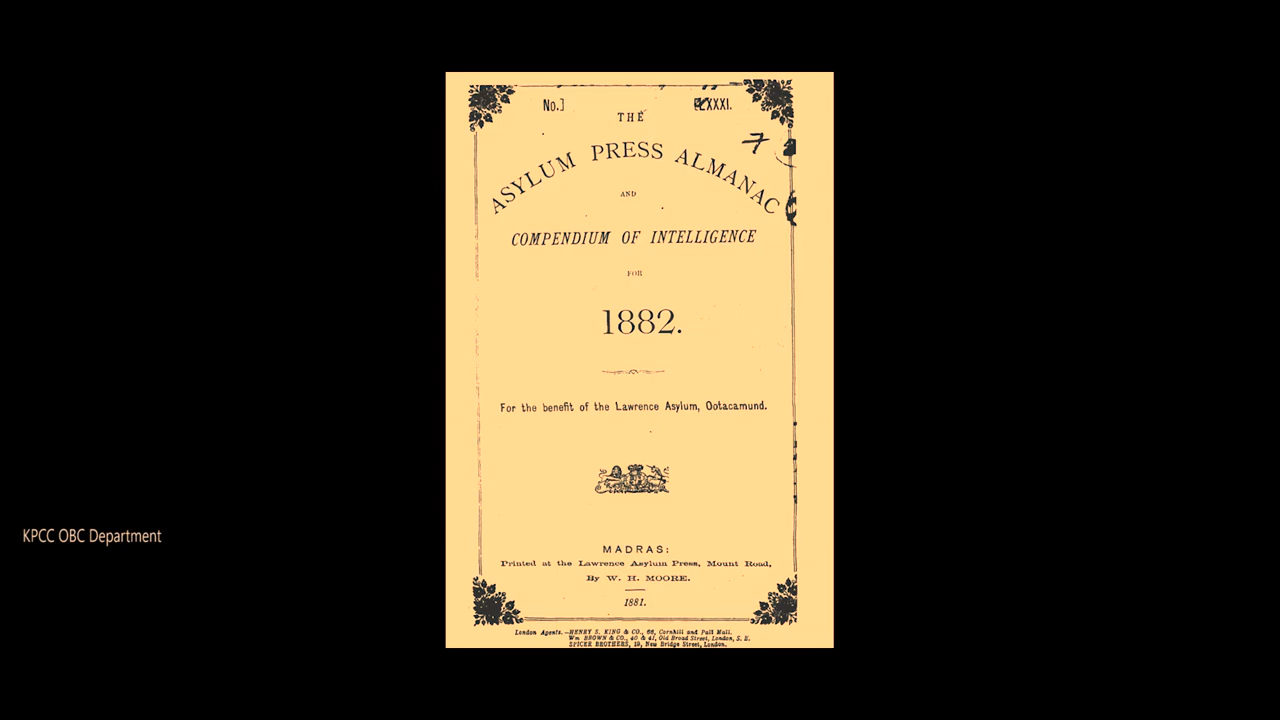 No.]
[LXXXI.
THE
ASYLUM PRESS ALMANAC
AND
COMPENDIUM OF INTELLIGENCE
FOR
1882.
For the benefit of the Lawrence Asylum, Ootacamund.
MADRAS:
Printed at the Lawrence Asylum Press, Mount Road,
By W. H. MOORE.
1881.
London Agents.—HENRY S. KING & CO., 66, Cornhill and Pall Mall.
Wm BROWN & CO., 40 & 41, Old Broad Street, London, S. E.
SPICER BROTHERS, 19, New Bridge Street, London.
KPCC OBC Department